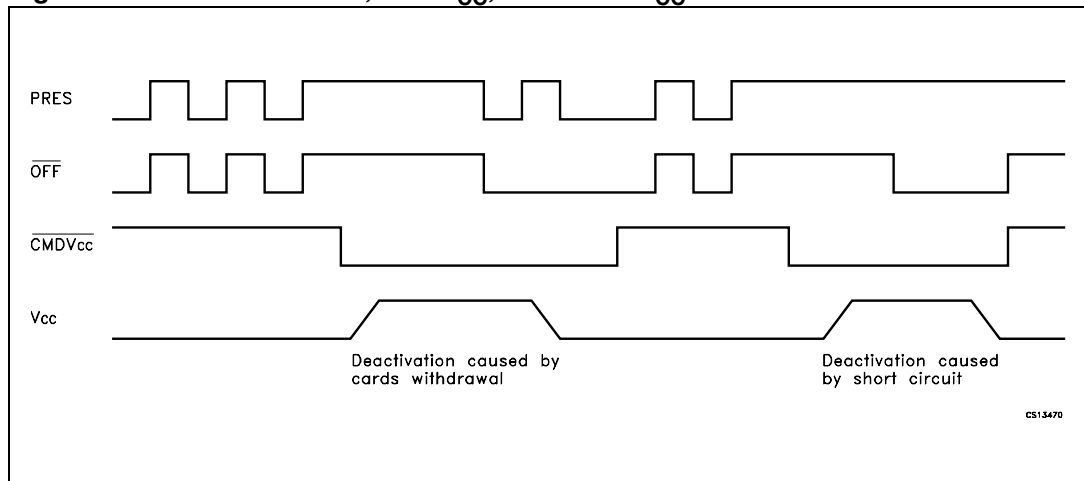 PRES
OFF
CMDVcc
Vcc
Deactivation caused by
cards withdrawal
Deactivation caused
by short circuit
CS13470